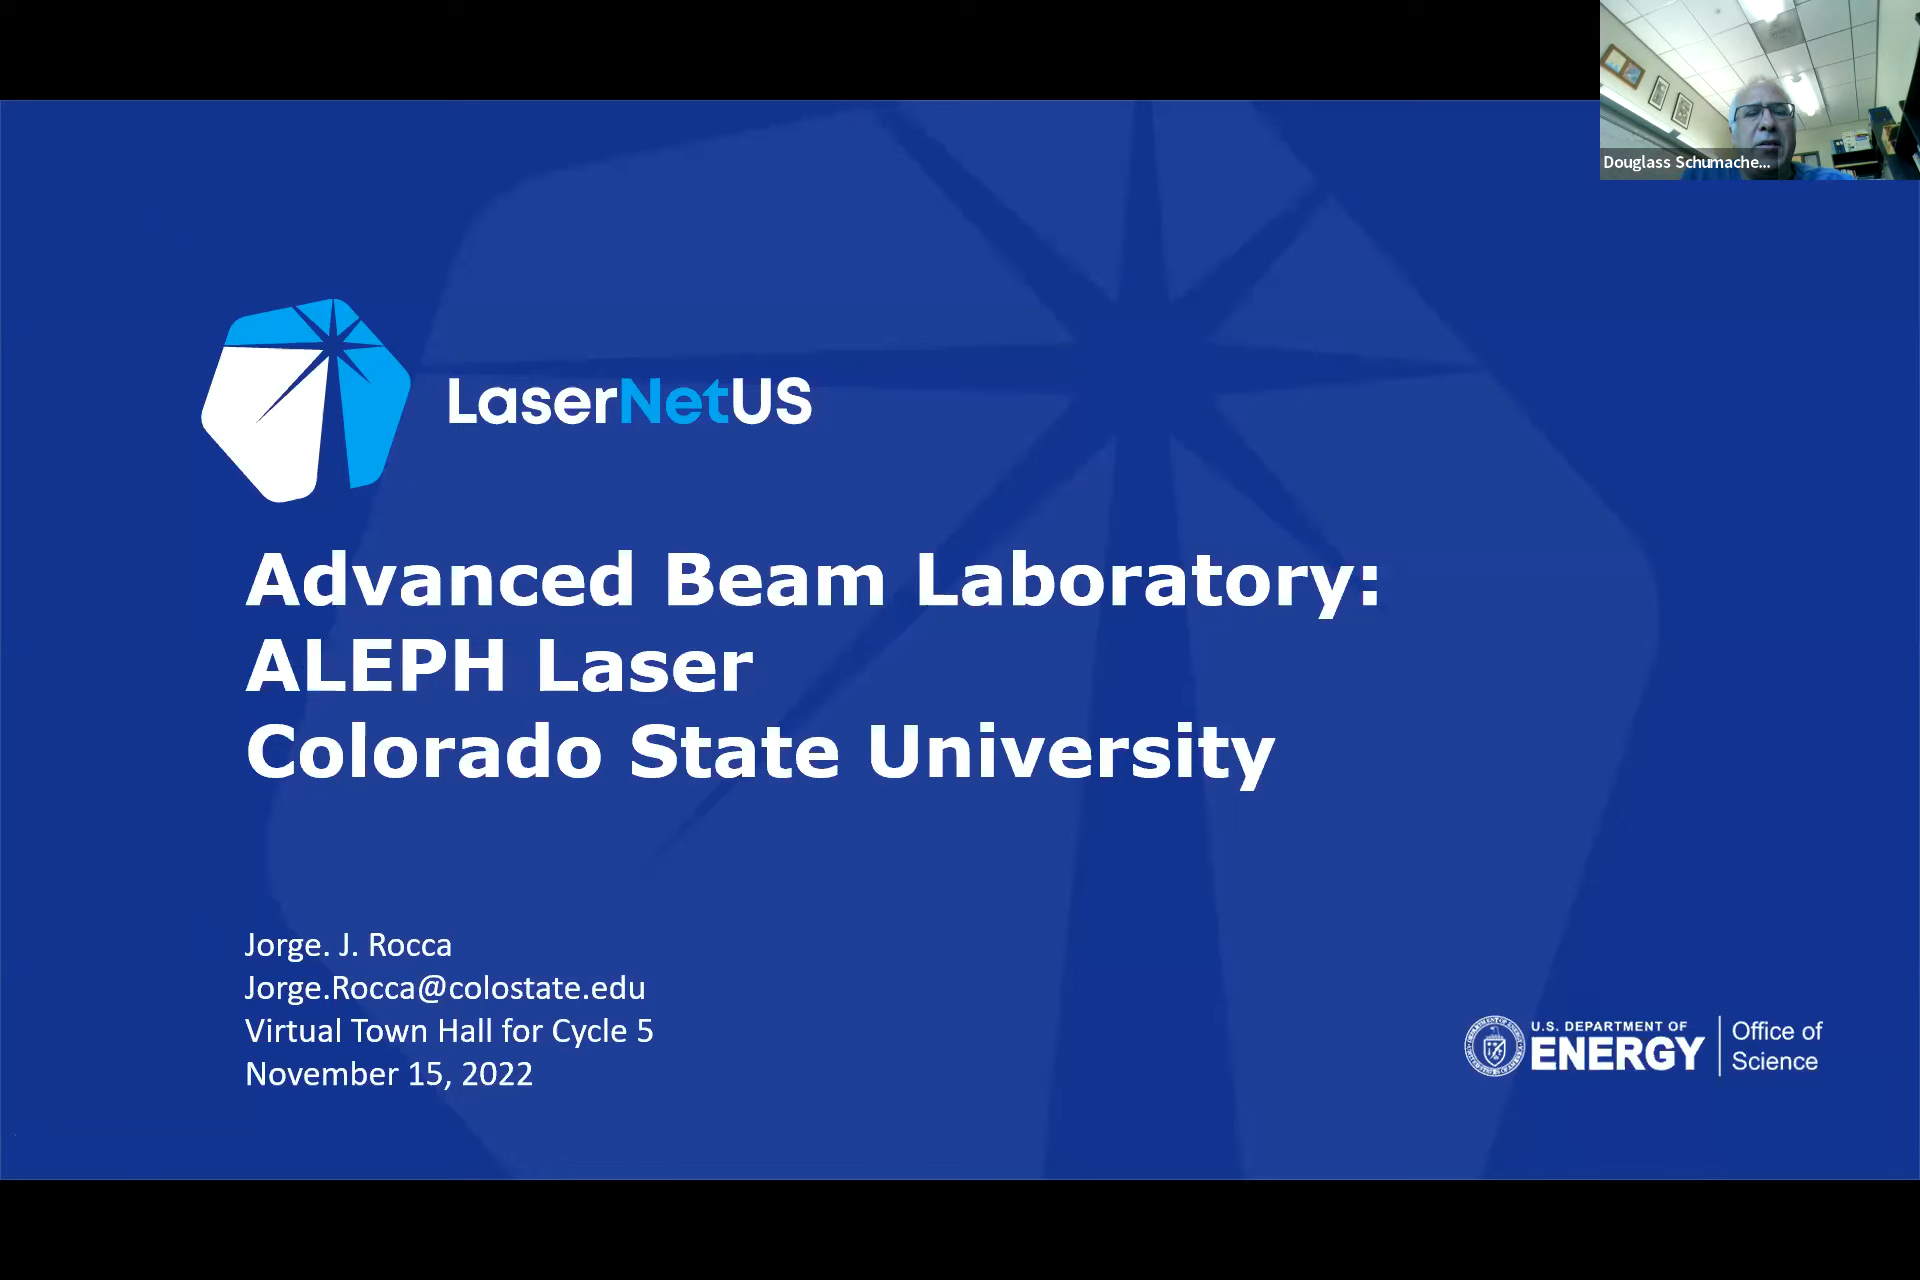 Douglass Schumache...
LaserNetUS
Advanced Beam Laboratory:
ALEPH Laser
Colorado State University
Jorge. J. Rocca
Jorge.Rocca@colostate.edu
Virtual Town Hall for Cycle 5
November 15, 2022
U.S. DEPARTMENT OF
ENERGY
Office of
Science